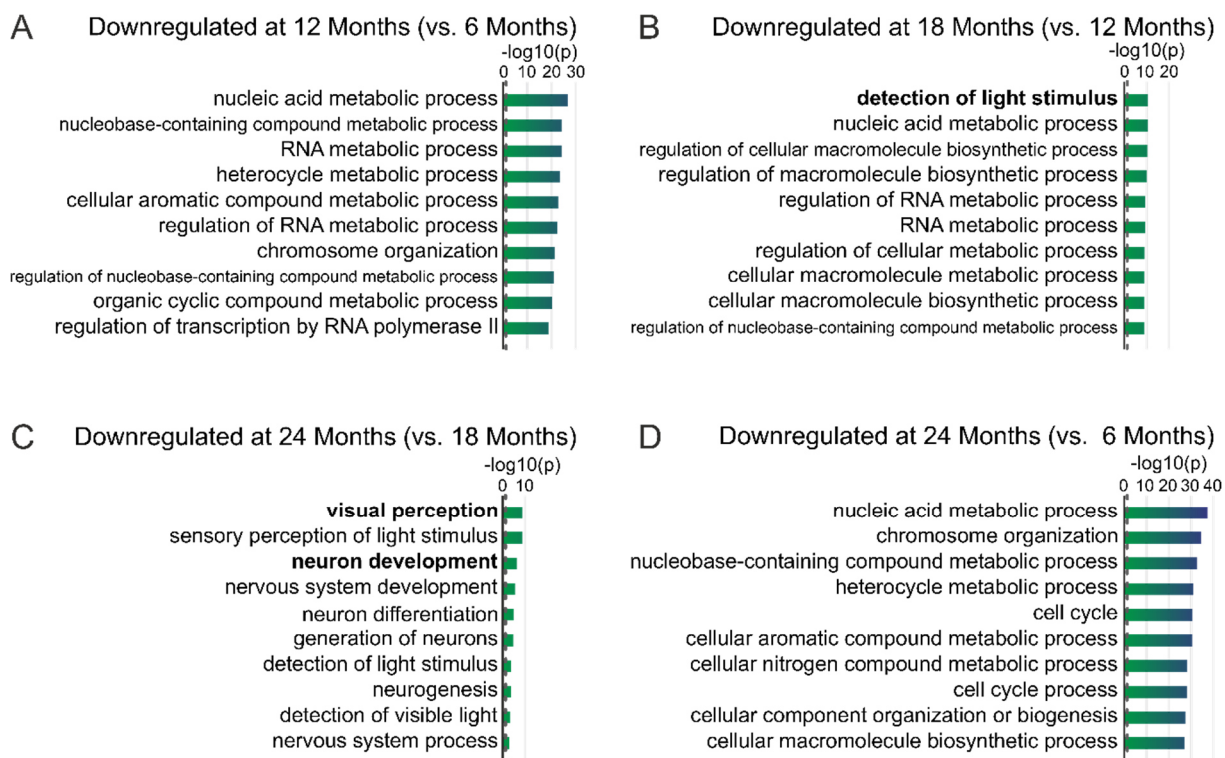 A Downregulated at 12 Months (vs. 6 Months)
-log10(p)
0 10 20 30
nucleic acid metabolic process
nucleobase-containing compound metabolic process
RNA metabolic process
heterocycle metabolic process
cellular aromatic compound metabolic process
regulation of RNA metabolic process
chromosome organization
regulation of nucleobase-containing compound metabolic process
organic cyclic compound metabolic process
regulation of transcription by RNA polymerase II
B Downregulated at 18 Months (vs. 12 Months)
-log10(p)
0 10 20
detection of light stimulus
nucleic acid metabolic process
regulation of cellular macromolecule biosynthetic process
regulation of macromolecule biosynthetic process
regulation of RNA metabolic process
RNA metabolic process
regulation of cellular metabolic process
cellular macromolecule metabolic process
cellular macromolecule biosynthetic process
regulation of nucleobase-containing compound metabolic process
C Downregulated at 24 Months (vs. 18 Months)
-log10(p)
0 10
visual perception
sensory perception of light stimulus
neuron development
nervous system development
neuron differentiation
generation of neurons
detection of light stimulus
neurogenesis
detection of visible light
nervous system process
D Downregulated at 24 Months (vs. 6 Months)
-log10(p)
0 10 20 30 40
nucleic acid metabolic process
chromosome organization
nucleobase-containing compound metabolic process
heterocycle metabolic process
cell cycle
cellular aromatic compound metabolic process
cellular nitrogen compound metabolic process
cell cycle process
cellular component organization or biogenesis
cellular macromolecule biosynthetic process